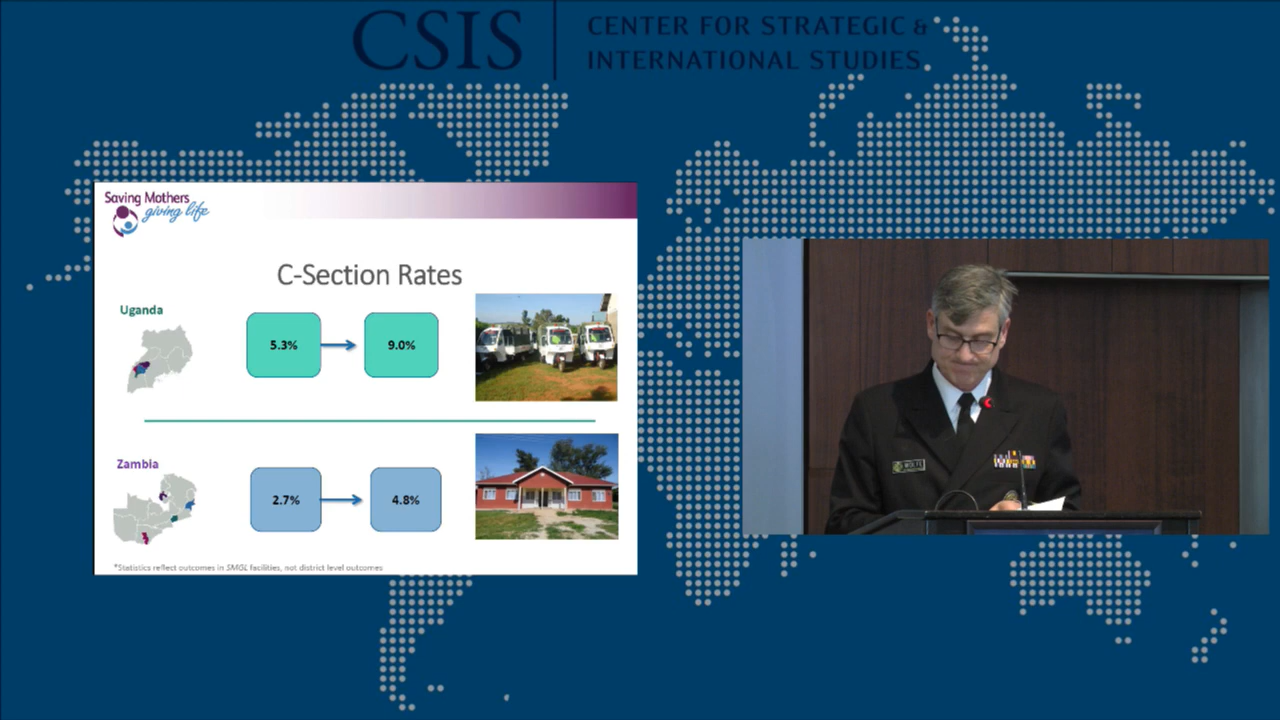 CSIS
CENTER FOR STRATEGIC &
INTERNATIONAL STUDIES
Saving Mothers
giving life
C-Section Rates
Uganda
5.3%
9.0%
Zambia
2.7%
4.8%
*Statistics reflect outcomes in SMGL facilities, not district level outcomes
WOLFE